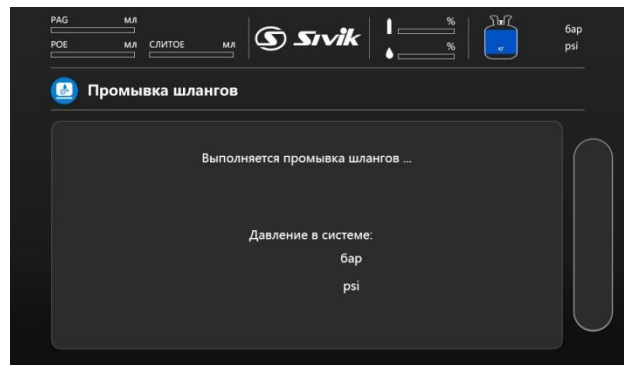 PAG мл
POE мл СЛИТОЕ мл
Sivik
%
%
кг
бар
psi
Промывка шлангов
Выполняется промывка шлангов ...
Давление в системе:
бар
psi